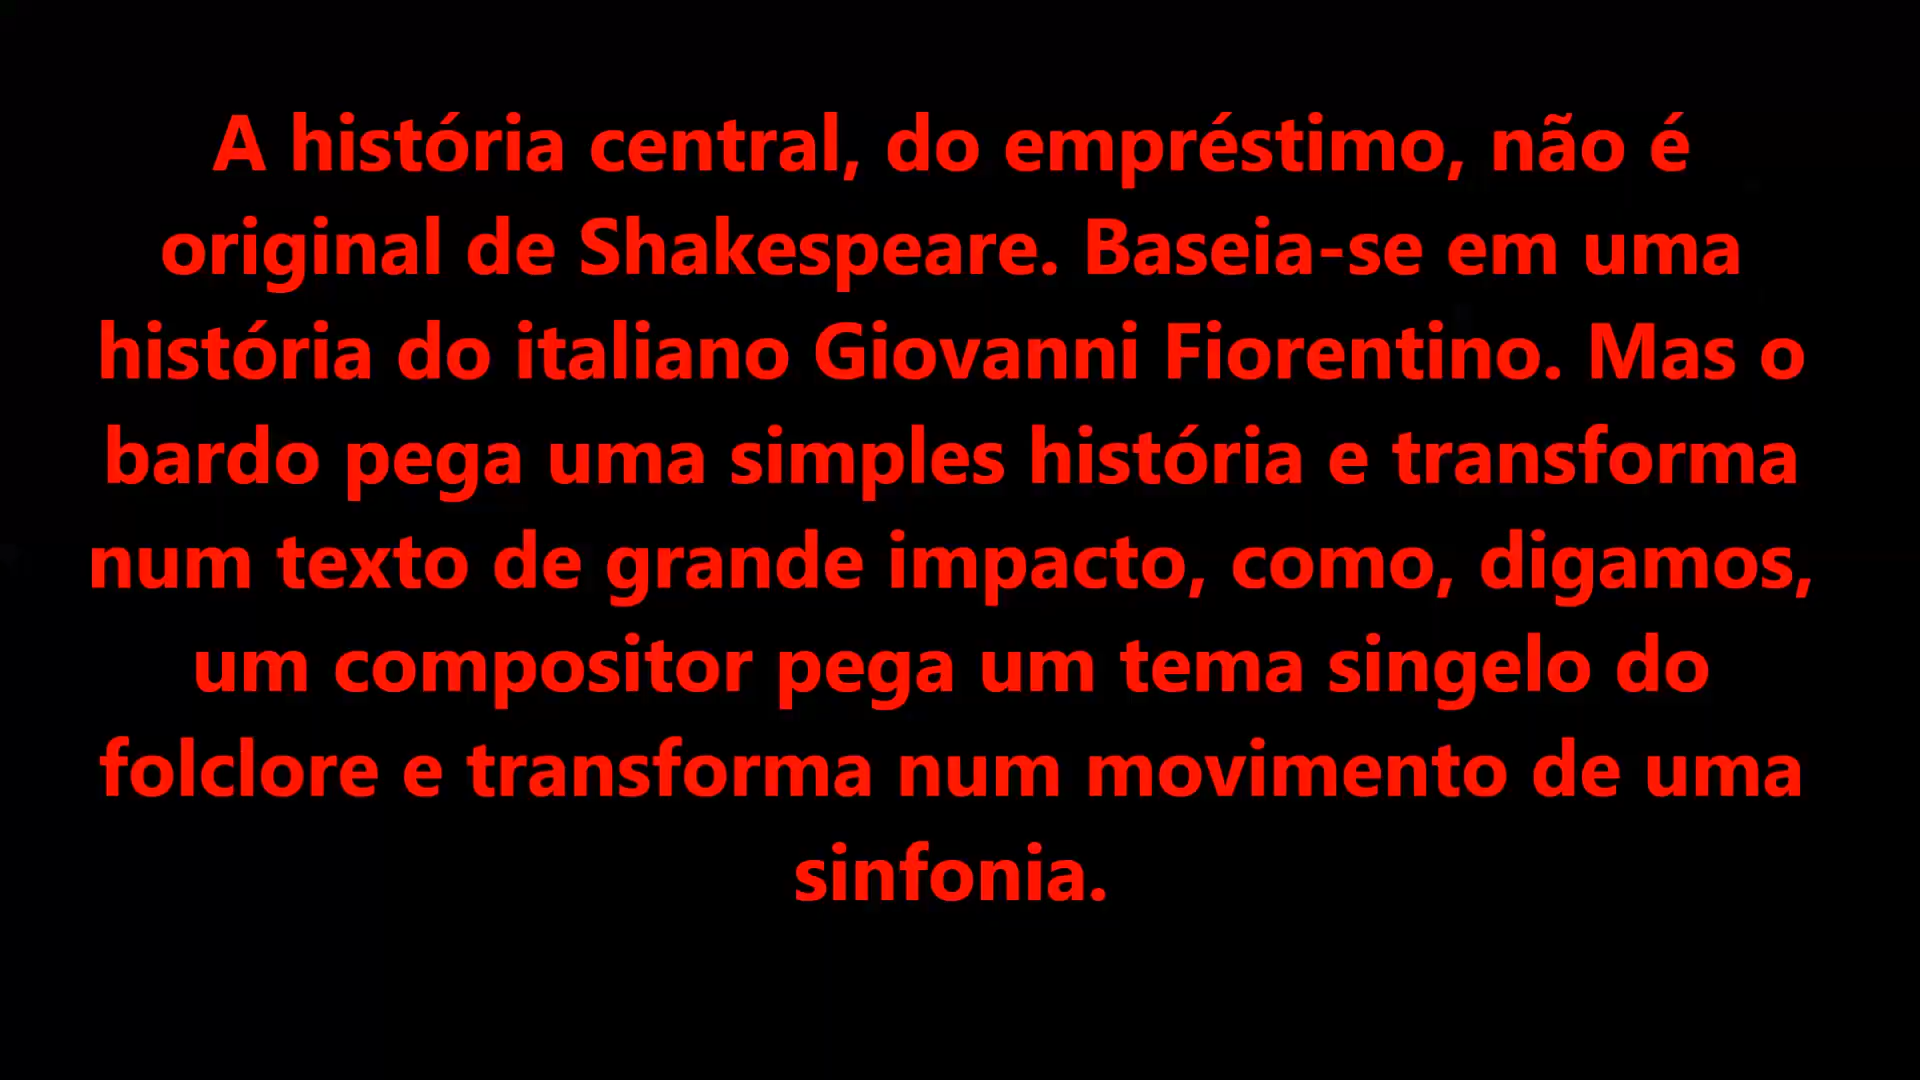 A história central, do empréstimo, não é
original de Shakespeare. Baseia-se em uma
história do italiano Giovanni Fiorentino. Mas o
bardo pega uma simples história e transforma
num texto de grande impacto, como, digamos,
um compositor pega um tema singelo do
folclore e transforma num movimento de uma
sinfonia.